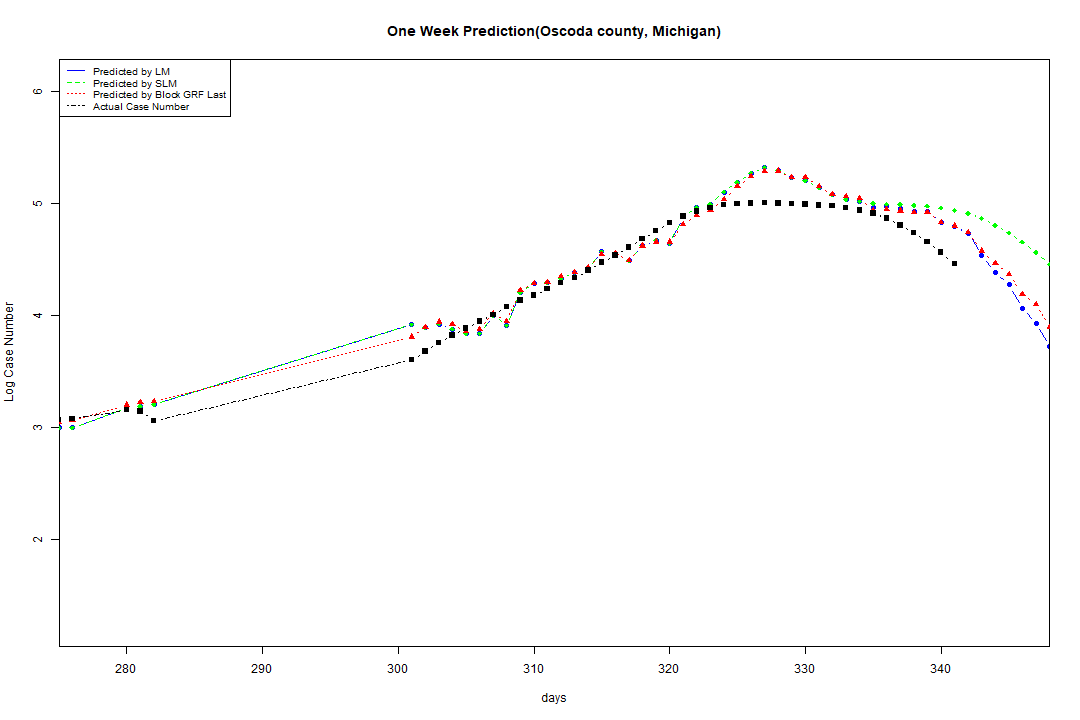 One Week Prediction(Oscoda county, Michigan)
Predicted by LM
Predicted by SLM
Predicted by Block GRF Last
Actual Case Number
6
5
4
3
2
Log Case Number
280 290 300 310 320 330 340
days